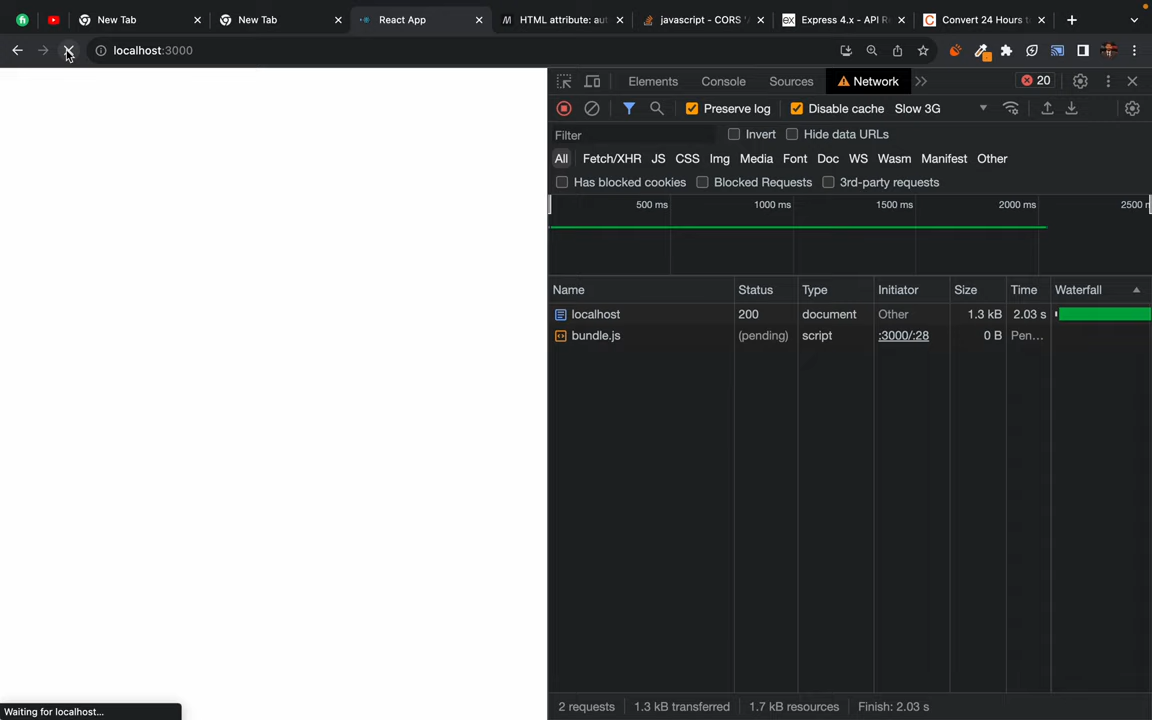 New Tab New Tab React App HTML attribute: au javascript - CORS 'A Express 4.x - API R Convert 24 Hours t
localhost:3000
Elements Console Sources Network 20
Preserve log Disable cache Slow 3G
Filter Invert Hide data URLs
All Fetch/XHR JS CSS Img Media Font Doc WS Wasm Manifest Other
Has blocked cookies Blocked Requests 3rd-party requests
500 ms 1000 ms 1500 ms 2000 ms 2500 m
Name Status Type Initiator Size Time Waterfall
localhost 200 document Other 1.3 kB 2.03 s
bundle.js (pending) script :3000/:28 0 B Pen...
Waiting for localhost...
2 requests 1.3 kB transferred 1.7 kB resources Finish: 2.03 s